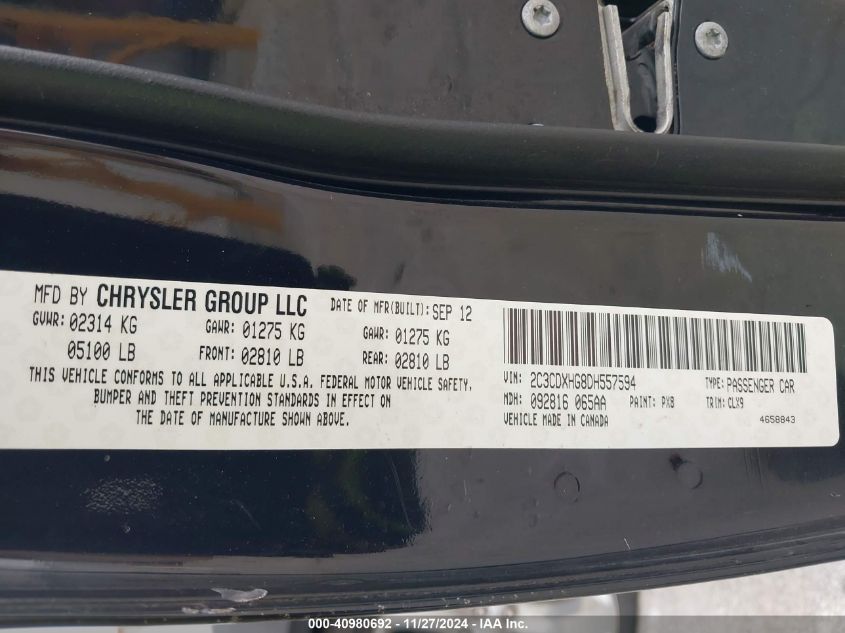 MFD BY CHRYSLER GROUP LLC DATE OF MFR(BUILT): SEP 12
GVWR: 02314 KG GAWR: 01275 KG GAWR: 01275 KG
05100 LB FRONT: 02810 LB REAR: 02810 LB
THIS VEHICLE CONFORMS TO ALL APPLICABLE U.S.A. FEDERAL MOTOR VEHICLE SAFETY,
BUMPER AND THEFT PREVENTION STANDARDS IN EFFECT ON
THE DATE OF MANUFACTURE SHOWN ABOVE.
VIN: 2C3CDXHG8DH557594 TYPE: PASSENGER CAR
MDH: 092816 065AA PAINT: PX8 TRIM: CLX9
VEHICLE MADE IN CANADA 4658843
000-40980692 - 11/27/2024 - IAA Inc.